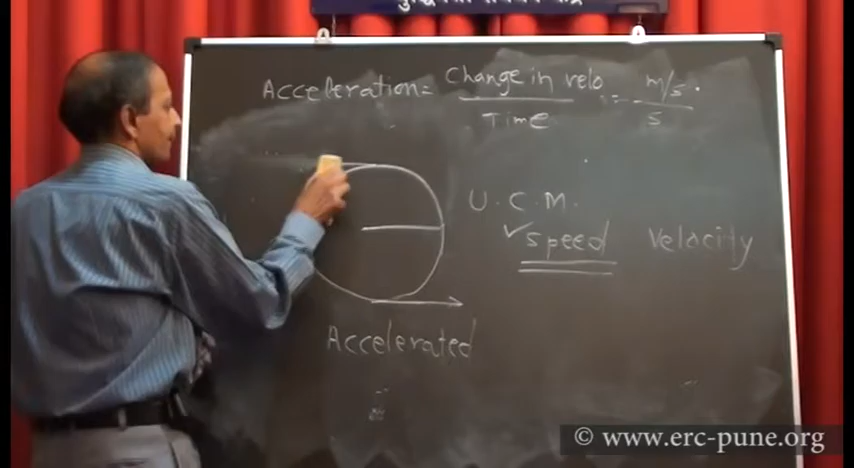 Acceleration = Change in velo / Time = m/s / s
U.C.M.
✓speed Velocity
Accelerated
© www.erc-pune.org